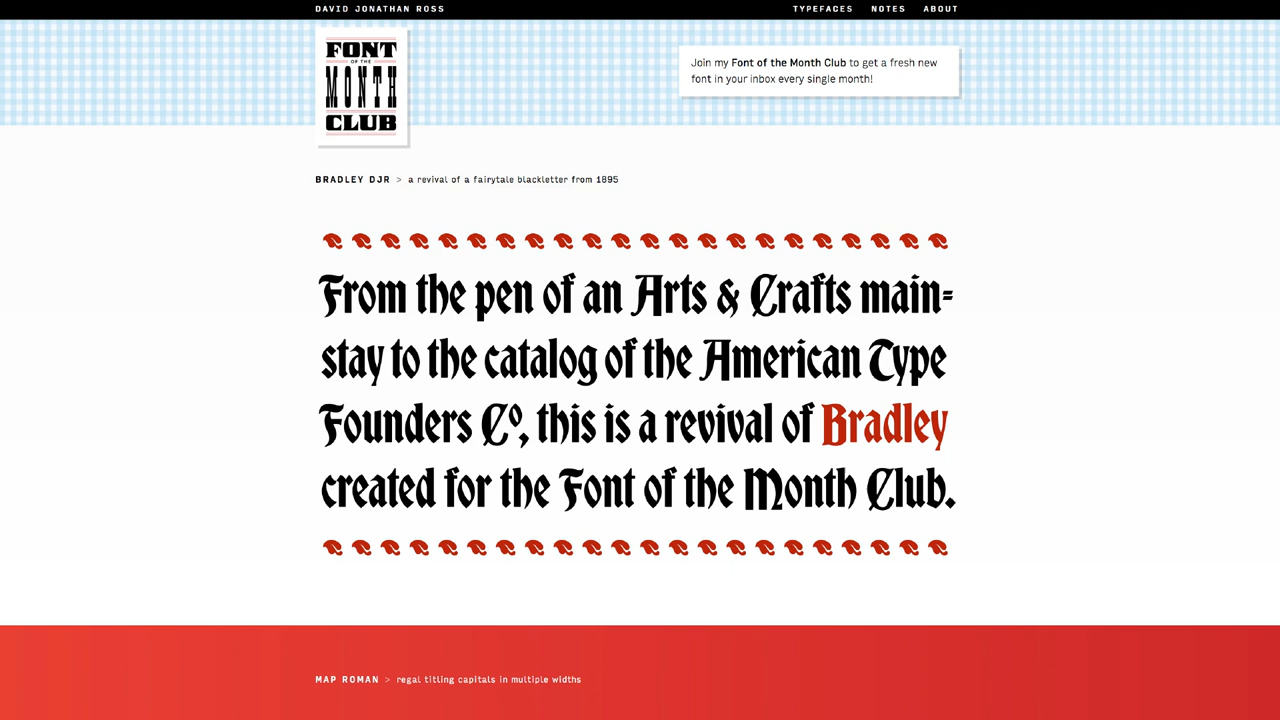 DAVID JONATHAN ROSS
TYPEFACES NOTES ABOUT
FONT
OF THE
MONTH
CLUB
Join my Font of the Month Club to get a fresh new
font in your inbox every single month!
BRADLEY DJR > a revival of a fairytale blackletter from 1895
From the pen of an Arts & Crafts main=
stay to the catalog of the American Type
Founders Cº, this is a revival of Bradley
created for the Font of the Month Club.
MAP ROMAN > regal titling capitals in multiple widths